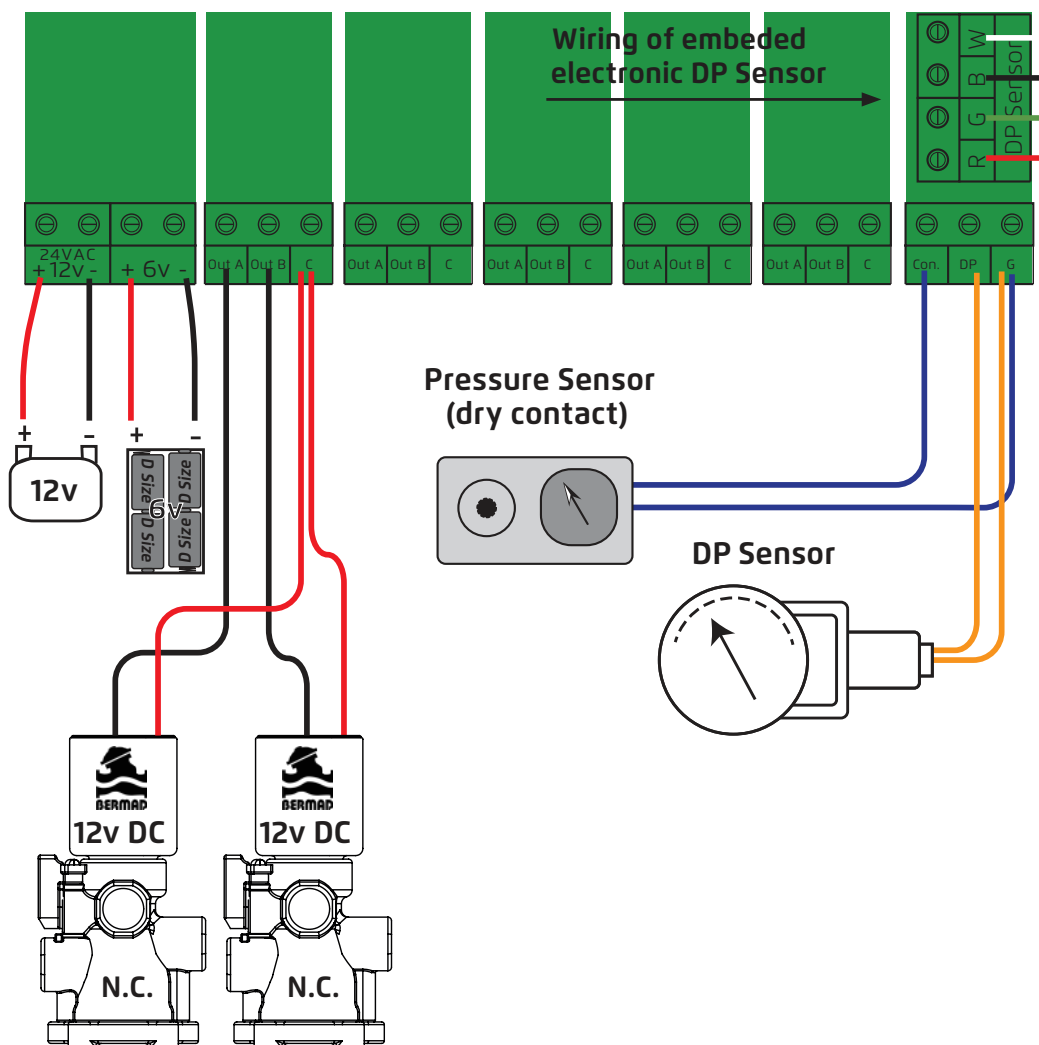 Wiring of embeded
electronic DP Sensor
W
B
G
R
DP Sensor
24VAC
+ 12v - + 6v -
Out A Out B C
Out A Out B C
Out A Out B C
Out A Out B C
Out A Out B C
Con. DP G
Pressure Sensor
(dry contact)
+ - + -
12v
D Size D Size
6v
D Size D Size
DP Sensor
BERMAD
12v DC
BERMAD
12v DC
N.C.
N.C.